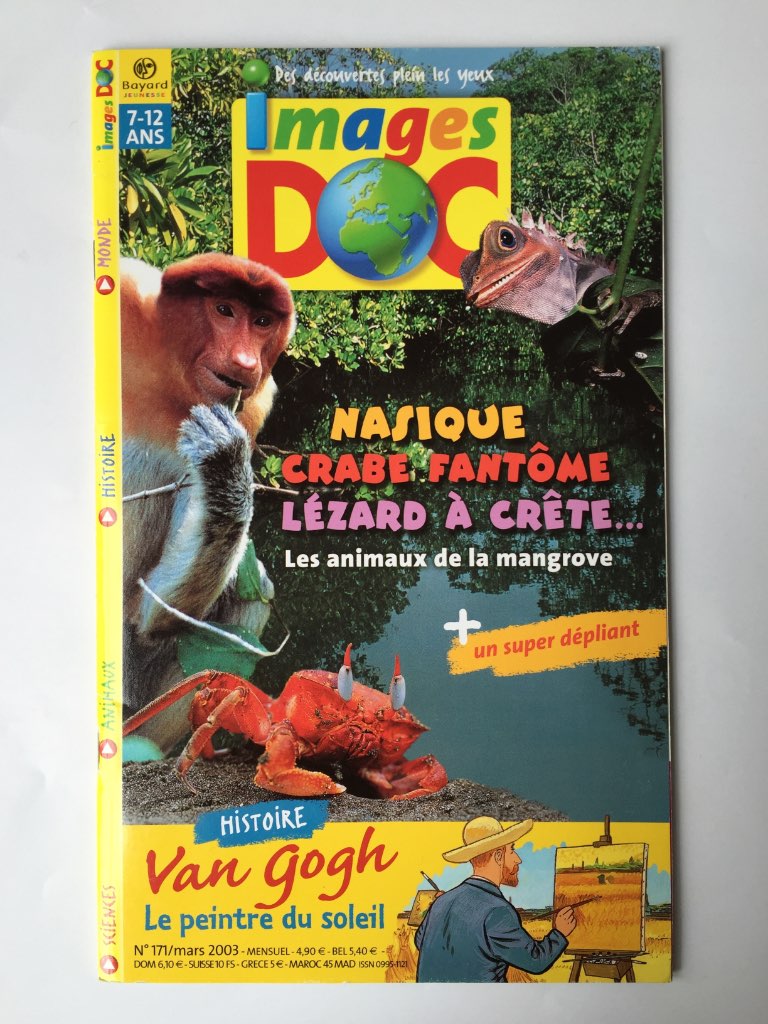 Des découvertes plein les yeux
images
DOC
Bayard
JEUNESSE
7-12
ANS
images DOC
MONDE
HISTOIRE
ANIMAUX
SCIENCES
NASIQUE
CRABE FANTÔME
LÉZARD À CRÊTE...
Les animaux de la mangrove
+
un super dépliant
HISTOIRE
Van Gogh
Le peintre du soleil
N° 171/mars 2003 - MENSUEL - 4,90 € - BEL 5,40 € -
DOM 6,10 € - SUISSE 10 FS - GRECE 5 € - MAROC 45 MAD ISSN 0995-1121